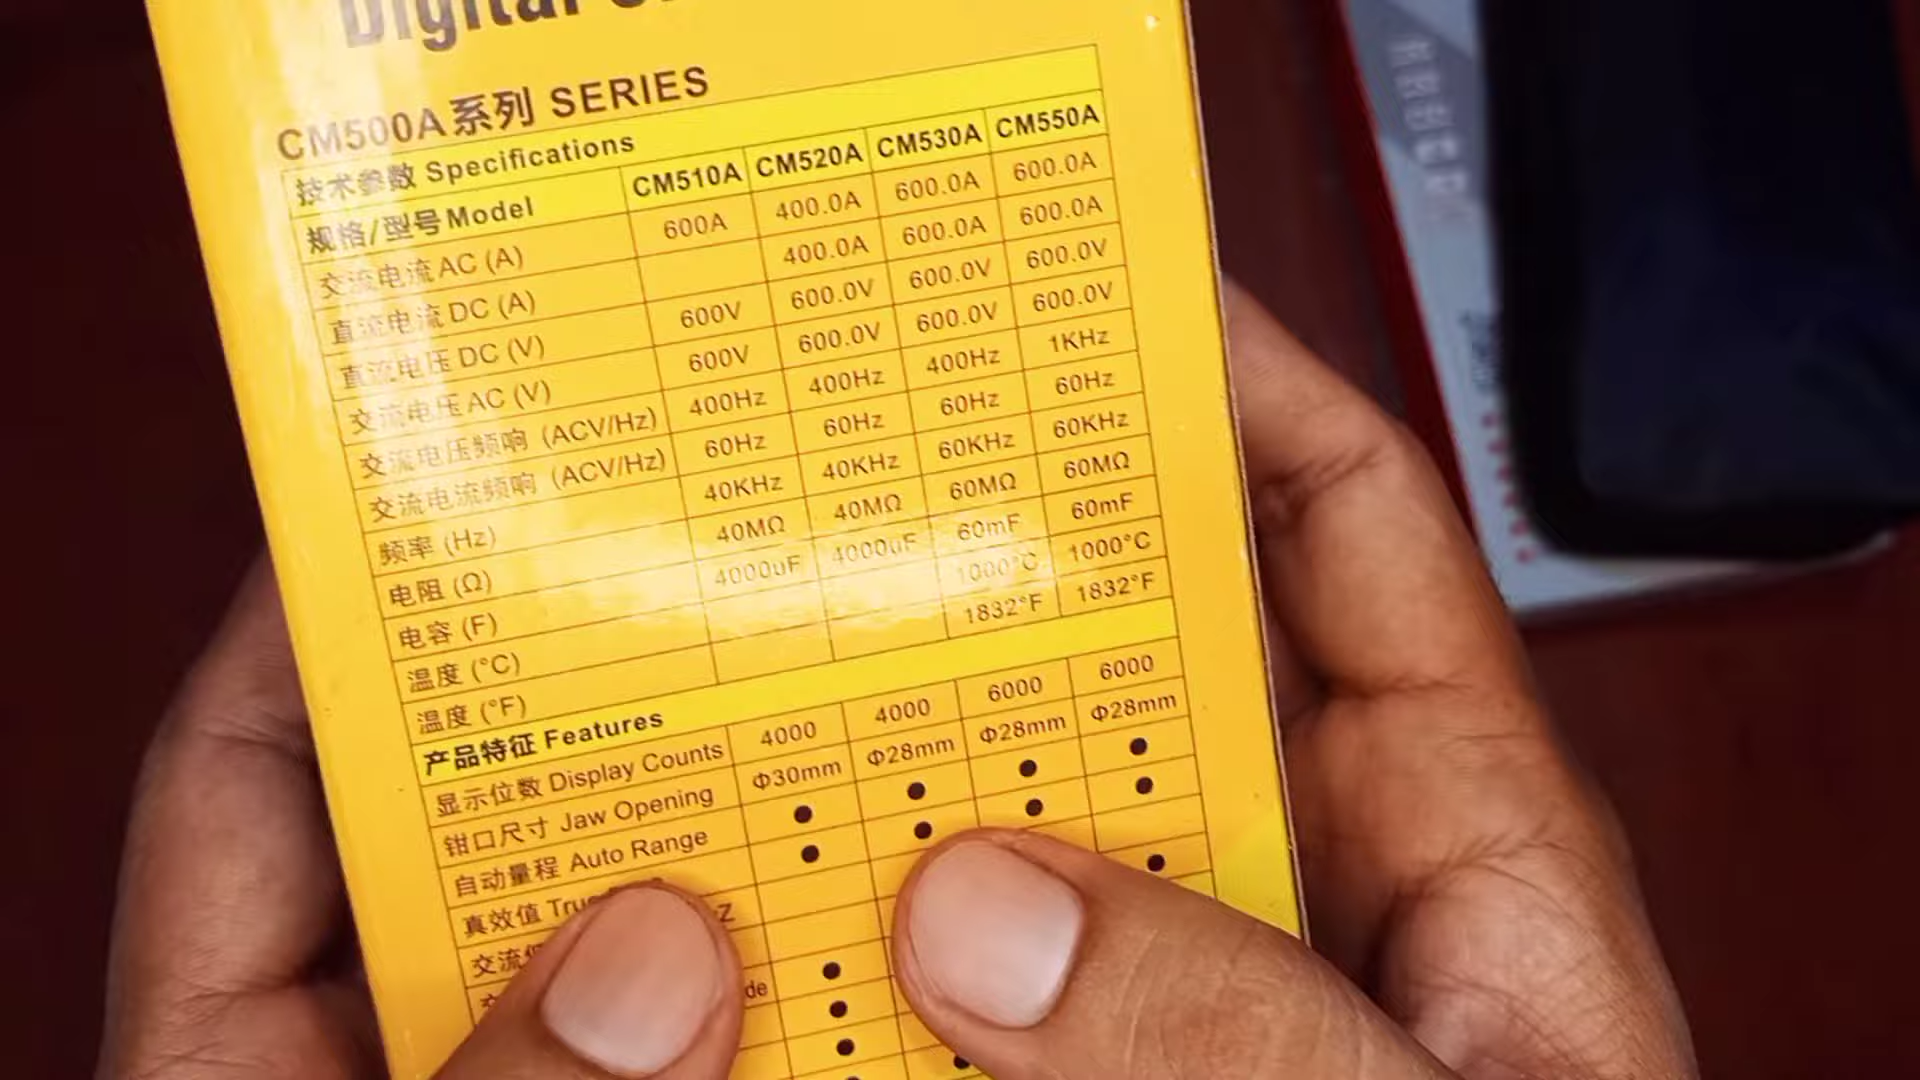 Digital
CM500A系列 SERIES
技术参数 Specifications
规格/型号 Model CM510A CM520A CM530A CM550A
交流电流 AC (A) 600A 400.0A 600.0A 600.0A
直流电流 DC (A) 400.0A 600.0A 600.0A
直流电压 DC (V) 600V 600.0V 600.0V 600.0V
交流电压 AC (V) 600V 600.0V 600.0V 600.0V
交流电压频响 (ACV/Hz) 400Hz 400Hz 400Hz 1KHz
交流电流频响 (ACV/Hz) 60Hz 60Hz 60Hz 60Hz
频率 (Hz) 40KHz 40KHz 60KHz 60KHz
电阻 (Ω) 40MΩ 40MΩ 60MΩ 60MΩ
电容 (F) 4000uF 4000uF 60mF 60mF
温度 (°C) 1000°C 1000°C
温度 (°F) 1832°F 1832°F
产品特征 Features
显示位数 Display Counts 4000 4000 6000 6000
钳口尺寸 Jaw Opening Φ30mm Φ28mm Φ28mm Φ28mm
自动量程 Auto Range ● ● ● ●
真效值 ● ● ● ●
交流